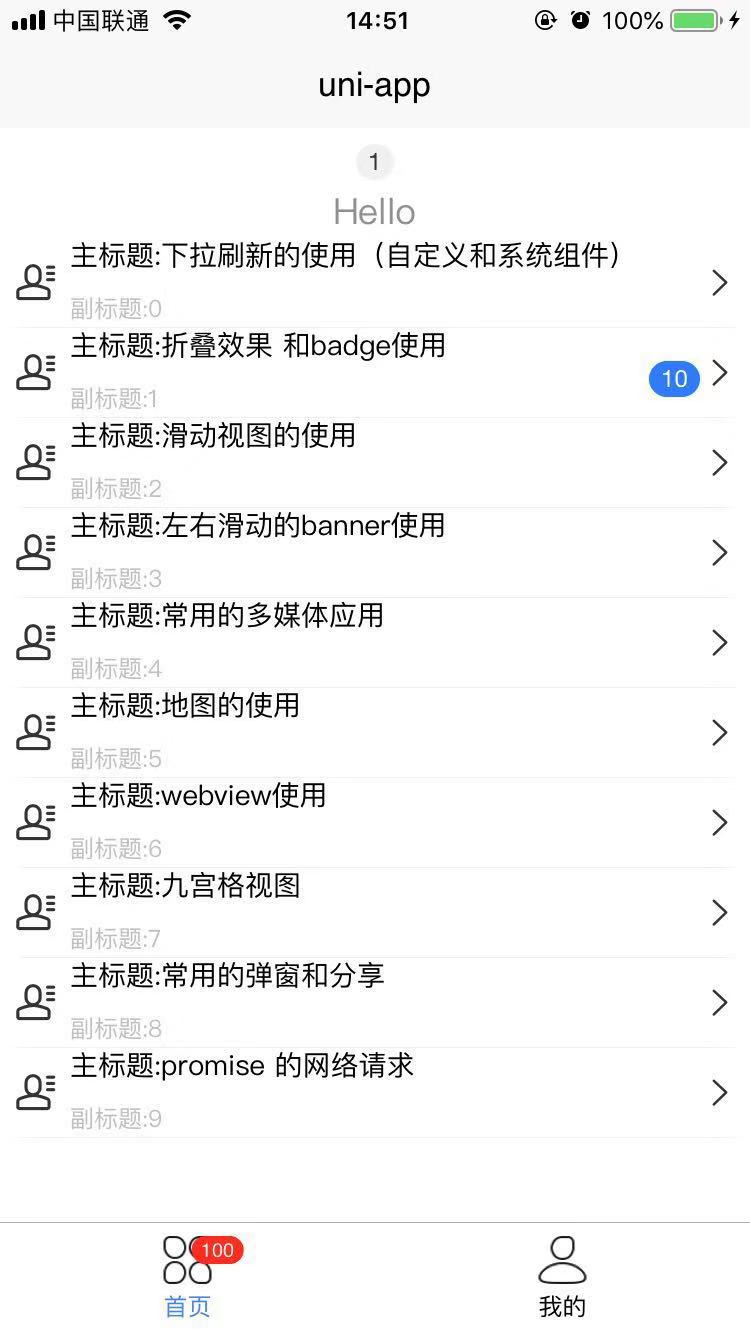 中国联通 14:51 100%
uni-app
1
Hello
主标题:下拉刷新的使用（自定义和系统组件）
副标题:0
主标题:折叠效果 和badge使用
副标题:1
10
主标题:滑动视图的使用
副标题:2
主标题:左右滑动的banner使用
副标题:3
主标题:常用的多媒体应用
副标题:4
主标题:地图的使用
副标题:5
主标题:webview使用
副标题:6
主标题:九宫格视图
副标题:7
主标题:常用的弹窗和分享
副标题:8
主标题:promise 的网络请求
副标题:9
100
首页
我的